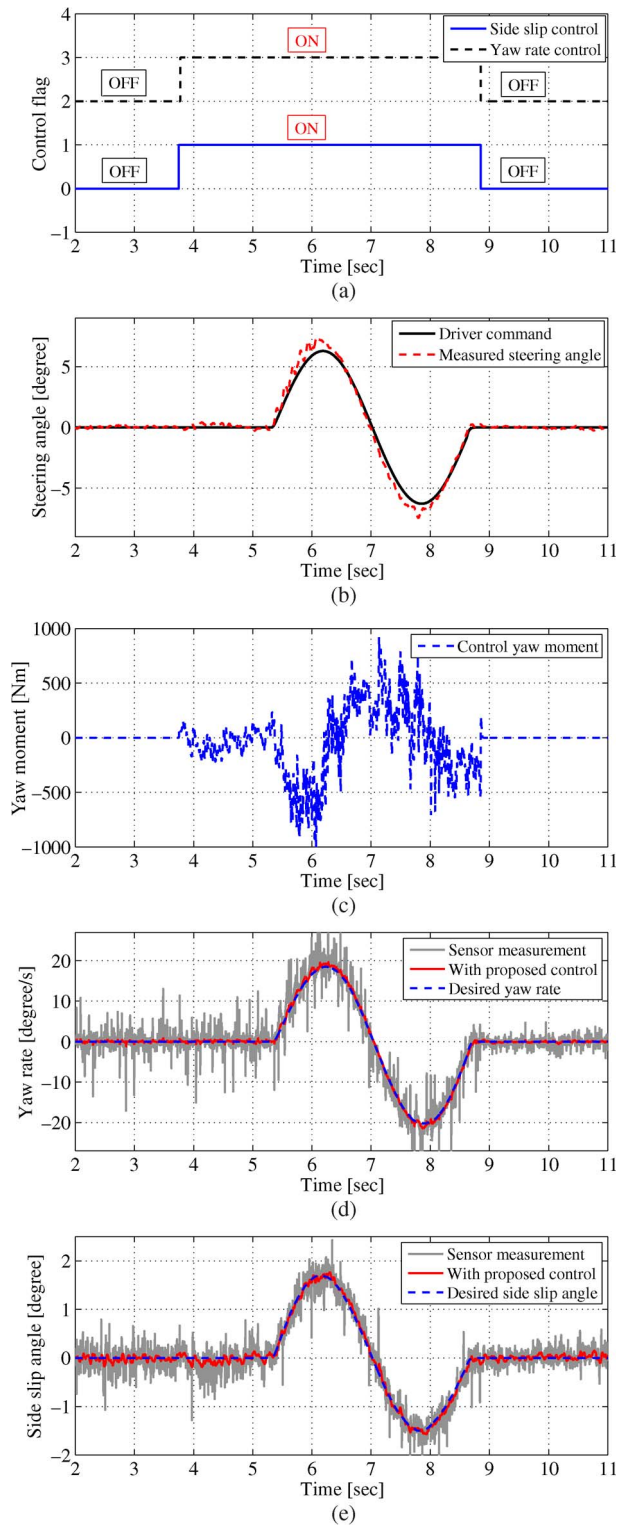 Side slip control
Yaw rate control
Control flag
4
3
2
1
0
−1
ON
OFF
OFF
ON
OFF
OFF
2 3 4 5 6 7 8 9 10 11
Time [sec]
(a)
Driver command
Measured steering angle
Steering angle [degree]
5
0
−5
2 3 4 5 6 7 8 9 10 11
Time [sec]
(b)
Control yaw moment
Yaw moment [Nm]
1000
500
0
−500
−1000
2 3 4 5 6 7 8 9 10 11
Time [sec]
(c)
Sensor measurement
With proposed control
Desired yaw rate
Yaw rate [degree/s]
20
10
0
−10
−20
2 3 4 5 6 7 8 9 10 11
Time [sec]
(d)
Sensor measurement
With proposed control
Desired side slip angle
Side slip angle [degree]
2
1
0
−1
−2
2 3 4 5 6 7 8 9 10 11
Time [sec]
(e)